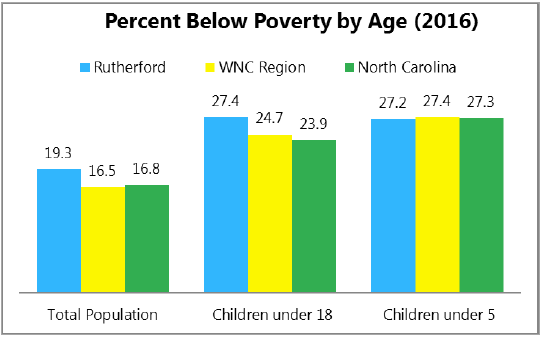 Percent Below Poverty by Age (2016)
Rutherford WNC Region North Carolina
19.3 16.5 16.8 27.4 24.7 23.9 27.2 27.4 27.3
Total Population Children under 18 Children under 5